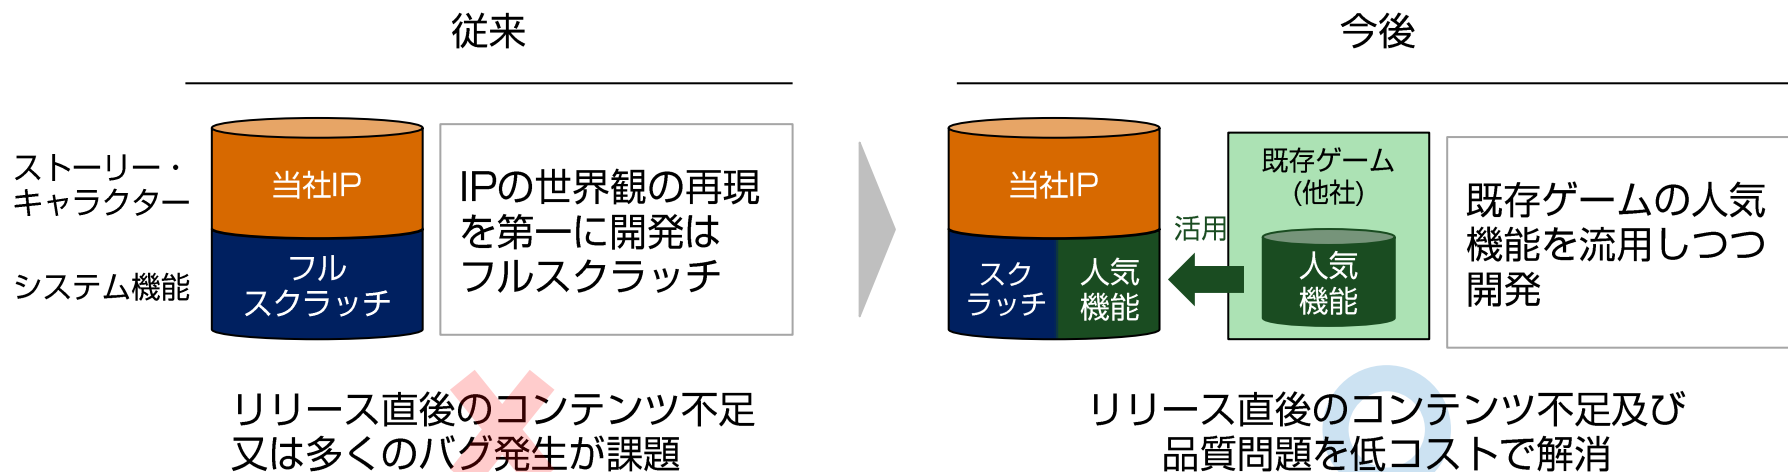 従来
今後
ストーリー・
キャラクター
当社IP
システム機能
フル
スクラッチ
IPの世界観の再現
を第一に開発は
フルスクラッチ
当社IP
スク
ラッチ
人気
機能
活用
既存ゲーム
(他社)
人気
機能
既存ゲームの人気
機能を流用しつつ
開発
リリース直後のコンテンツ不足
又は多くのバグ発生が課題
リリース直後のコンテンツ不足及び
品質問題を低コストで解消